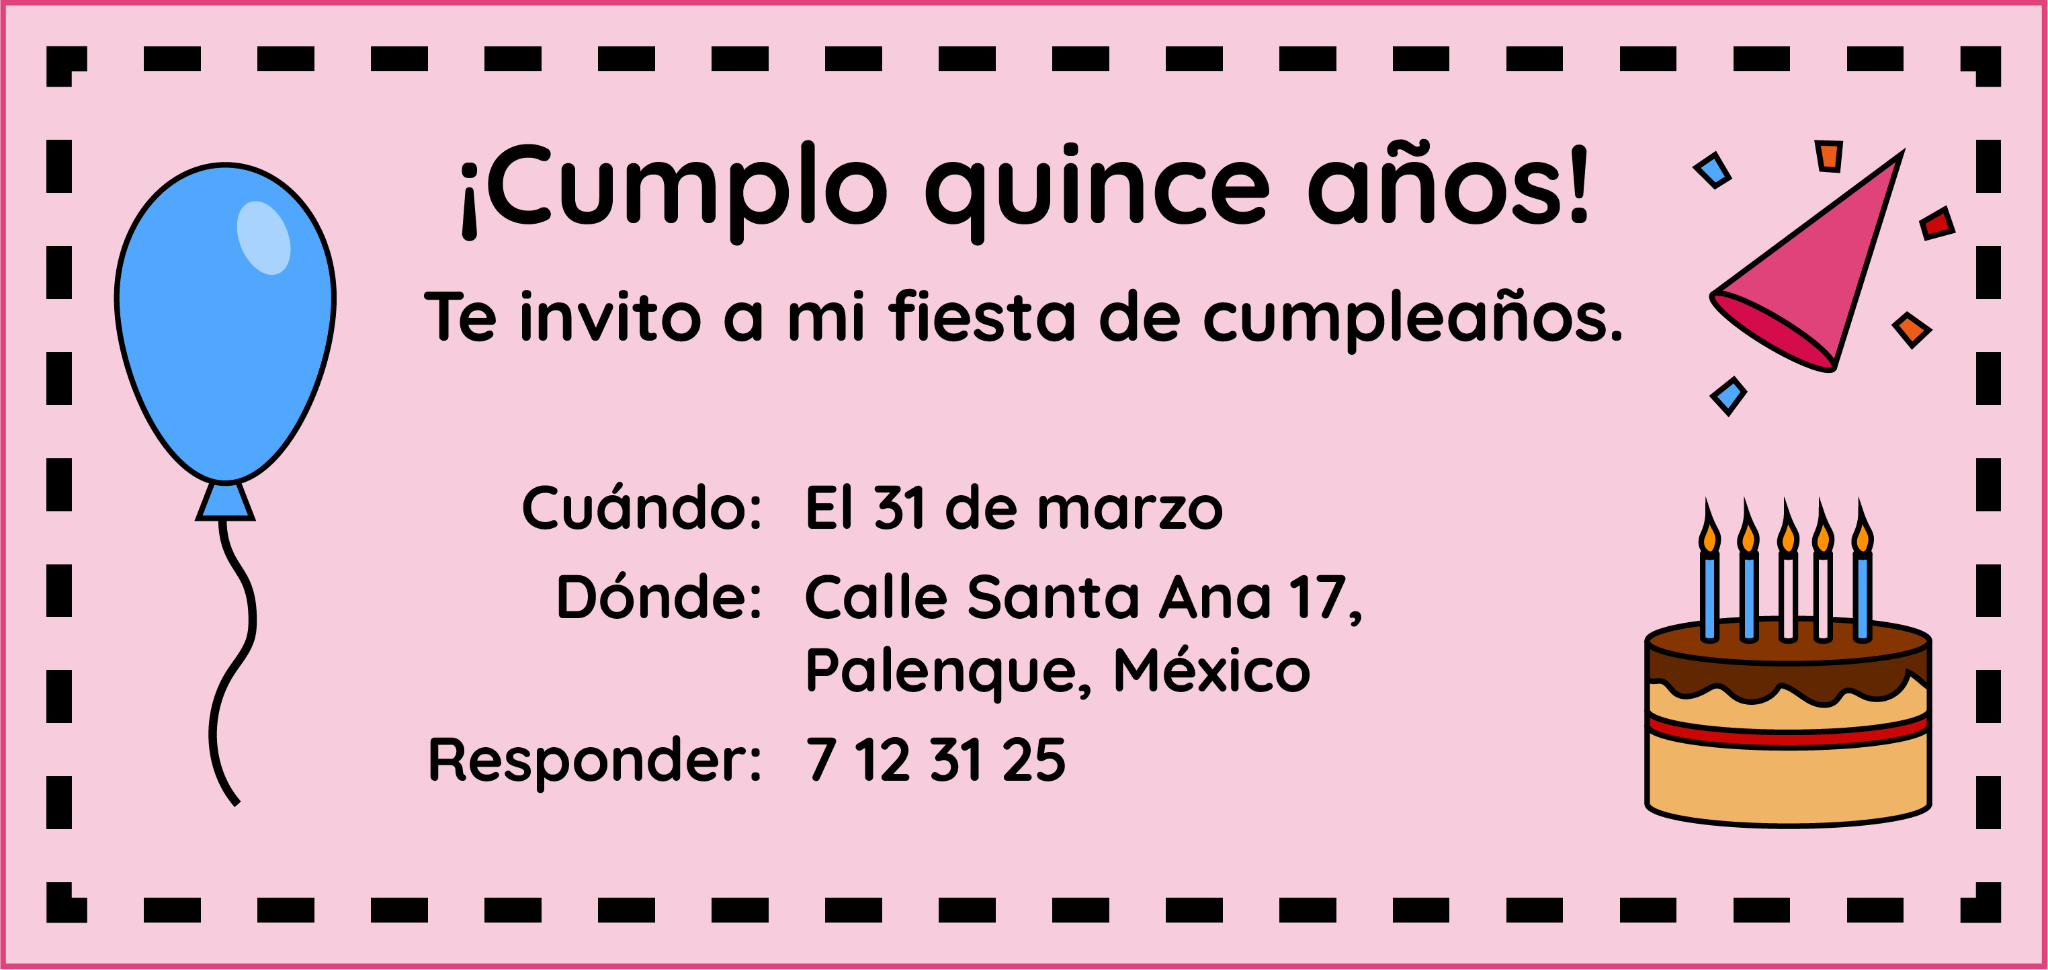 ¡Cumplo quince años!
Te invito a mi fiesta de cumpleaños.
Cuándo: El 31 de marzo
Dónde: Calle Santa Ana 17,
Palenque, México
Responder: 7 12 31 25